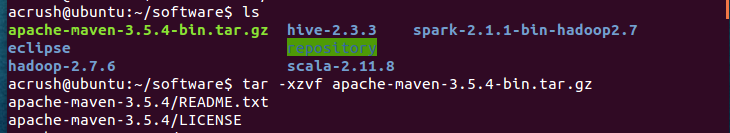 acrush@ubuntu:~/software$ ls
apache-maven-3.5.4-bin.tar.gz hive-2.3.3 spark-2.1.1-bin-hadoop2.7
eclipse repository
hadoop-2.7.6 scala-2.11.8
acrush@ubuntu:~/software$ tar -xzvf apache-maven-3.5.4-bin.tar.gz
apache-maven-3.5.4/README.txt
apache-maven-3.5.4/LICENSE